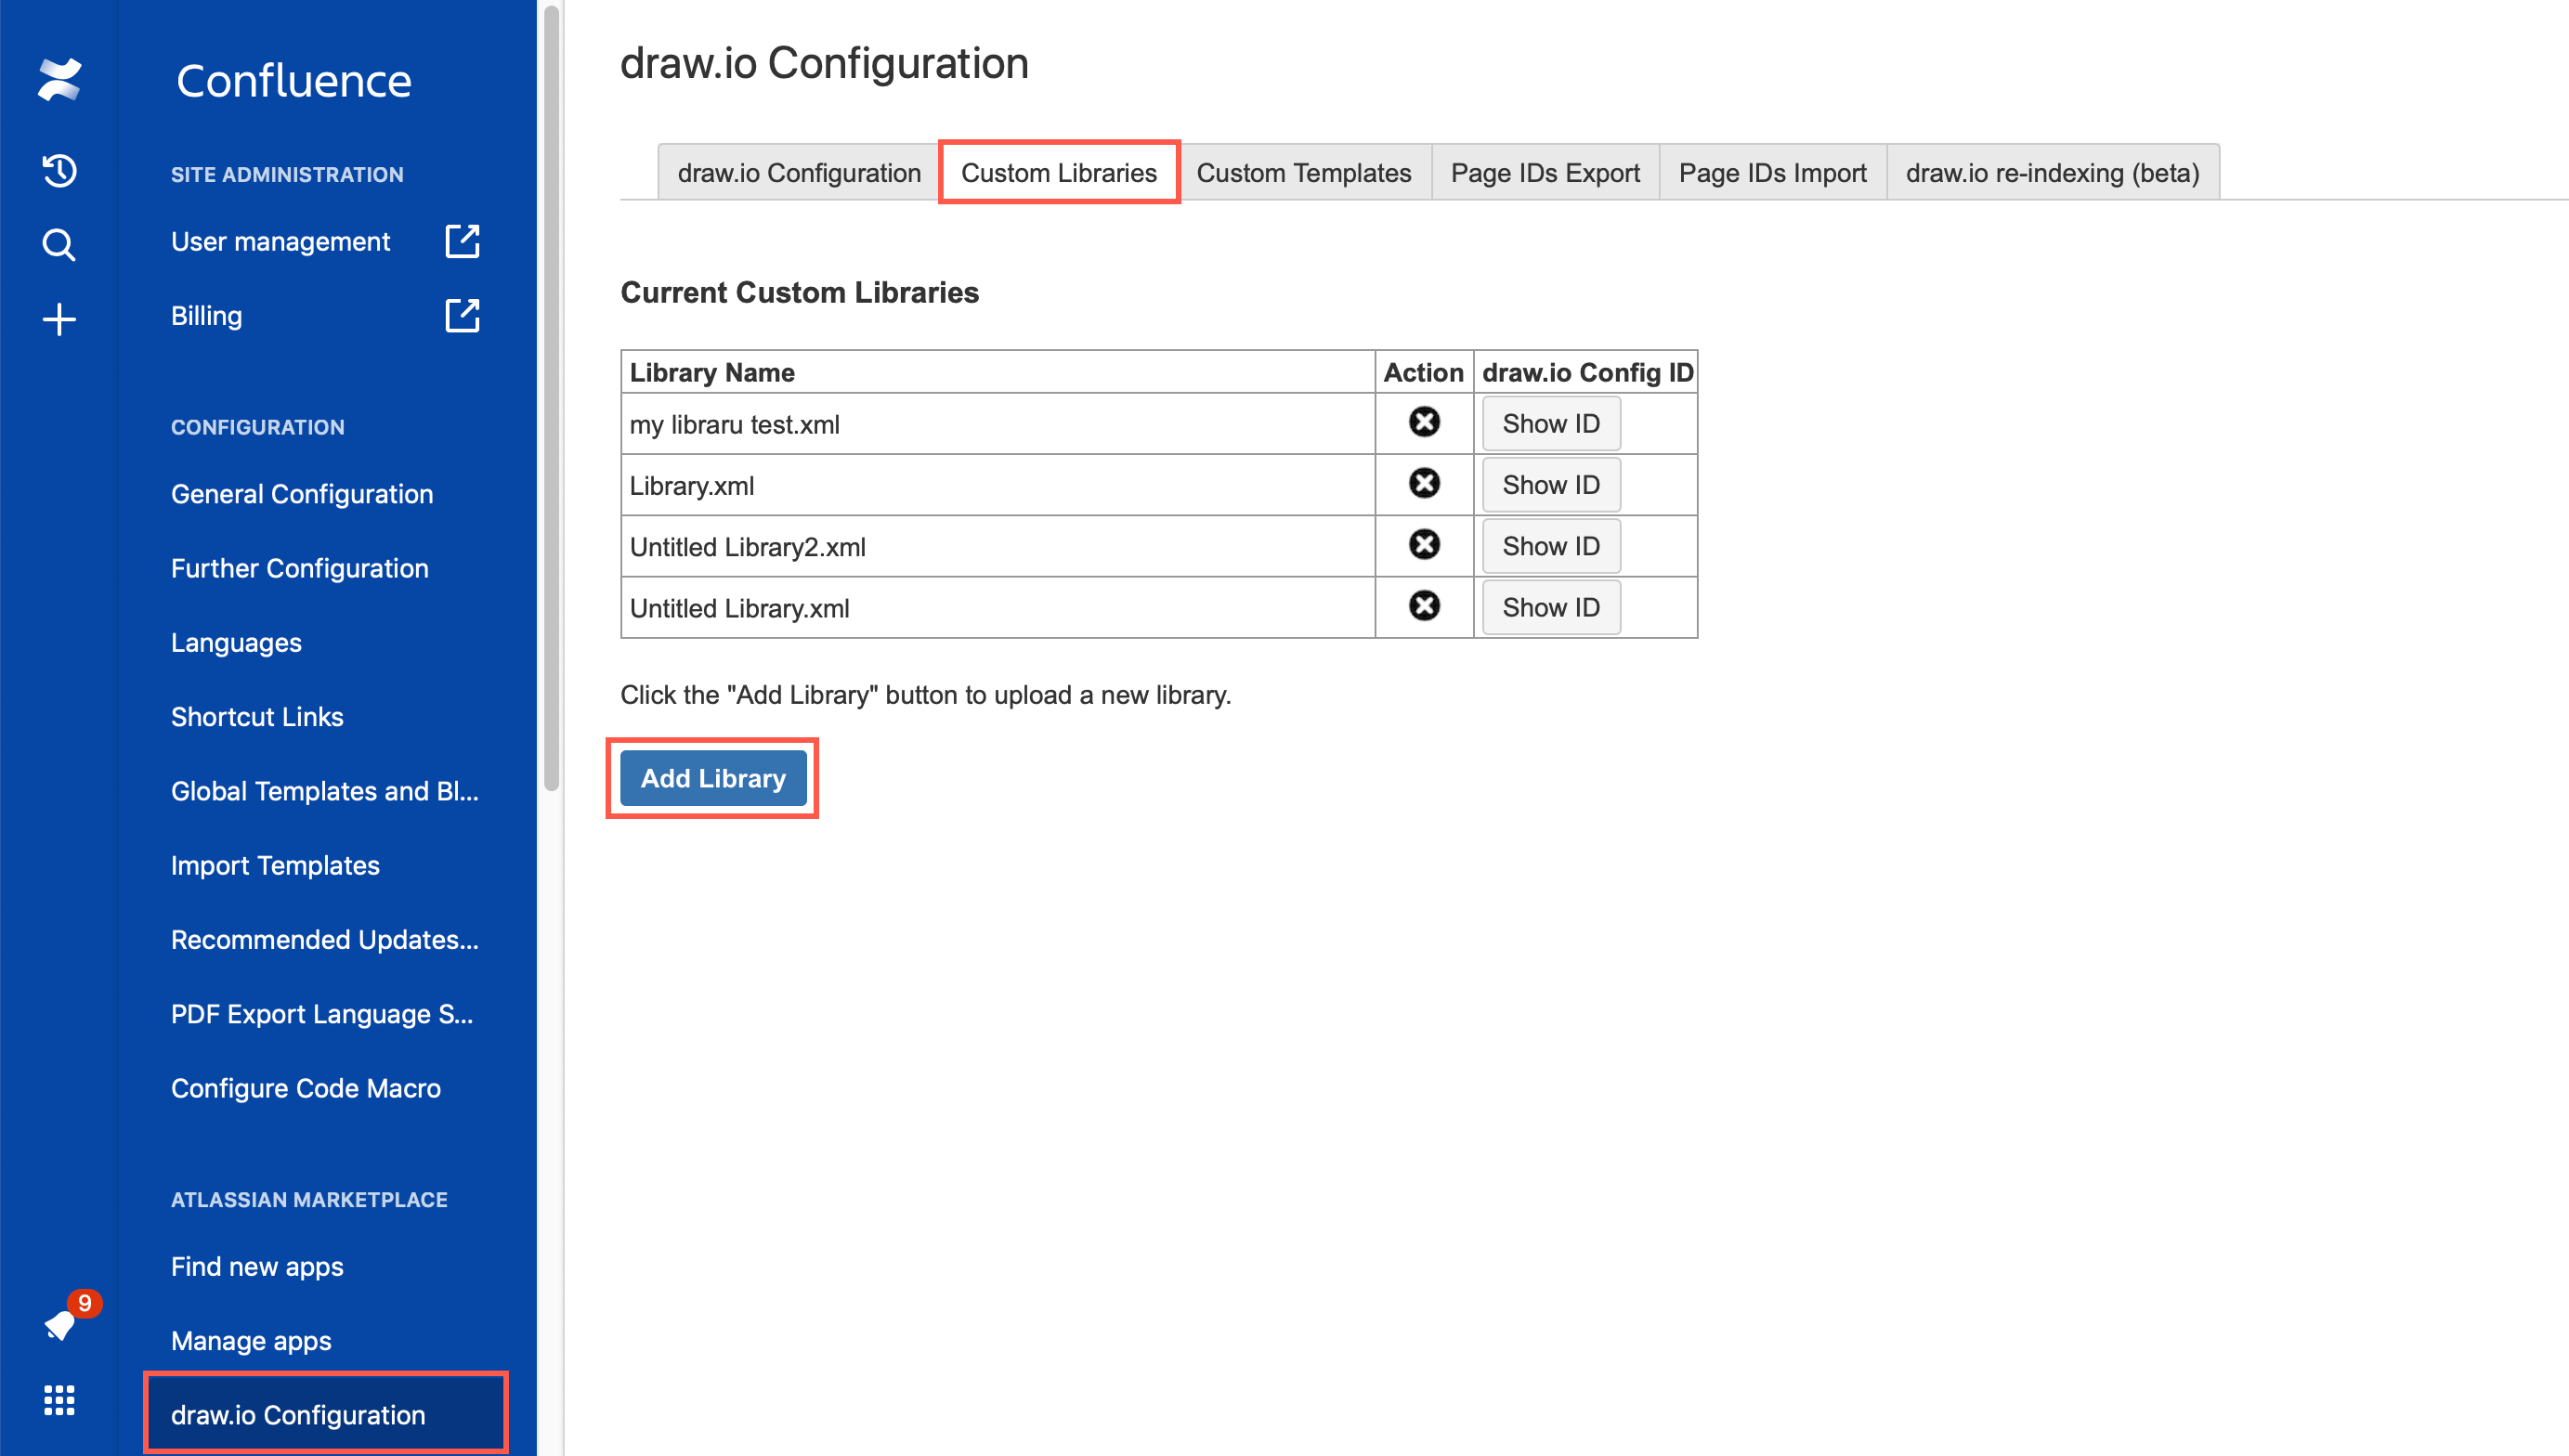 Confluence
SITE ADMINISTRATION
User management
Billing
CONFIGURATION
General Configuration
Further Configuration
Languages
Shortcut Links
Global Templates and Bl...
Import Templates
Recommended Updates...
PDF Export Language S...
Configure Code Macro
ATLASSIAN MARKETPLACE
Find new apps
9
Manage apps
draw.io Configuration
draw.io Configuration
draw.io Configuration Custom Libraries Custom Templates Page IDs Export Page IDs Import draw.io re-indexing (beta)
Current Custom Libraries
Library Name Action draw.io Config ID
my libraru test.xml Show ID
Library.xml Show ID
Untitled Library2.xml Show ID
Untitled Library.xml Show ID
Click the "Add Library" button to upload a new library.
Add Library